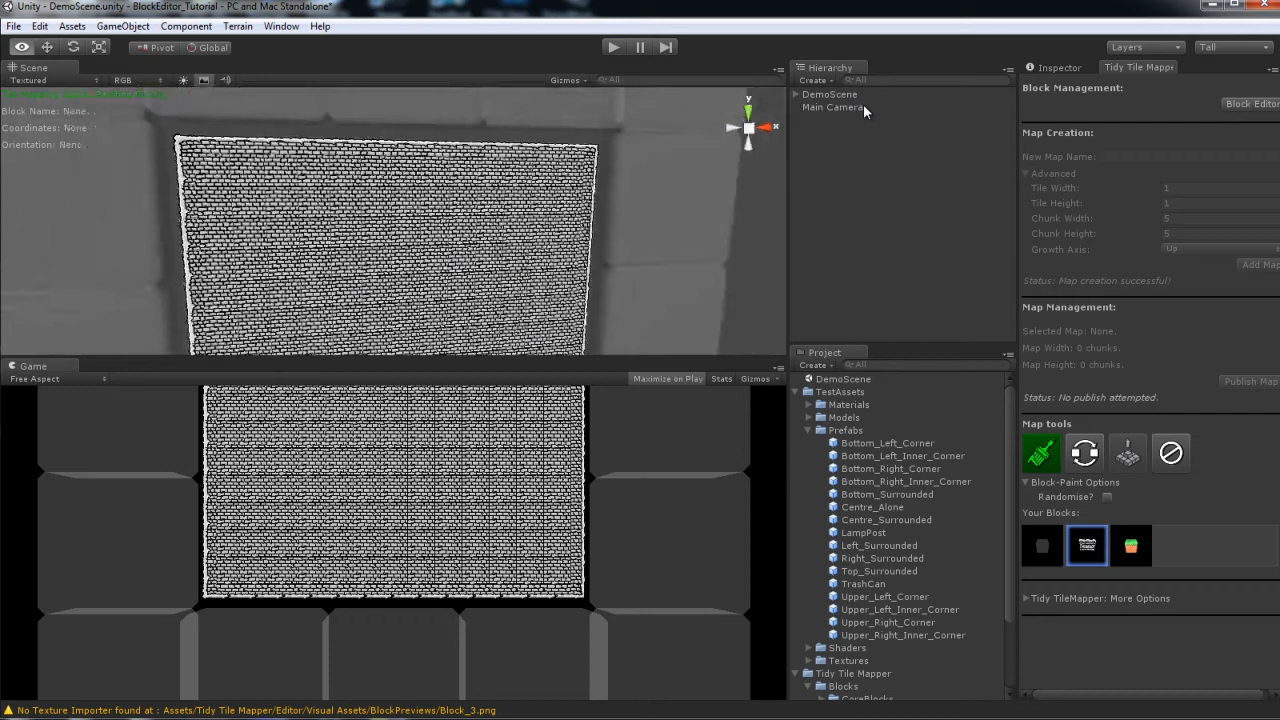 Unity - DemoScene.unity - BlockEditor_Tutorial - PC and Mac Standalone*
File Edit Assets GameObject Component Terrain Window Help
Pivot Global Layers Tall
Scene
Textured RGB Gizmos All
Block Name: None.
Coordinates: None
Orientation: None.
y
x
Game
Free Aspect Maximize on Play Stats Gizmos
Hierarchy
Create All
DemoScene
Main Camera
Project
Create All
DemoScene
TestAssets
Materials
Models
Prefabs
Bottom_Left_Corner
Bottom_Left_Inner_Corner
Bottom_Right_Corner
Bottom_Right_Inner_Corner
Bottom_Surrounded
Centre_Alone
Centre_Surrounded
LampPost
Left_Surrounded
Right_Surrounded
Top_Surrounded
TrashCan
Upper_Left_Corner
Upper_Left_Inner_Corner
Upper_Right_Corner
Upper_Right_Inner_Corner
Shaders
Textures
Tidy Tile Mapper
Blocks
CoreBlocks
Inspector Tidy Tile Mappe
Block Management:
Block Editor
Map Creation:
New Map Name:
Advanced
Tile Width: 1
Tile Height: 1
Chunk Width: 5
Chunk Height: 5
Growth Axis: Up
Add Map
Status: Map creation successful!
Map Management:
Selected Map: None.
Map Width: 0 chunks.
Map Height: 0 chunks.
Publish Map
Status: No publish attempted.
Map tools
Block-Paint Options
Randomise?
Your Blocks:
Tidy TileMapper: More Options
No Texture Importer found at : Assets/Tidy Tile Mapper/Editor/Visual Assets/BlockPreviews/Block_3.png